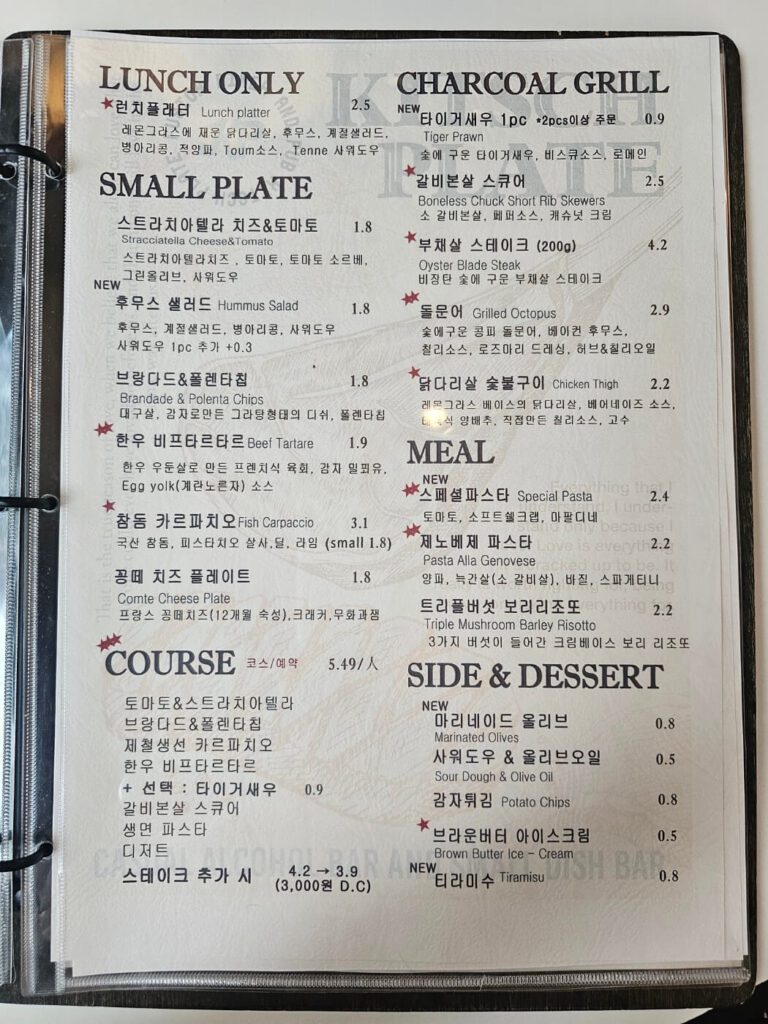 LUNCH ONLY
런치플래터 Lunch platter 2.5
레몬그라스에 재운 닭다리살, 후무스, 계절샐러드,
병아리콩, 적양파, Toum소스, Tenne 사워도우
SMALL PLATE
스트라치아텔라 치즈&토마토 1.8
Stracciatella Cheese&Tomato
스트라치아텔라치즈 , 토마토, 토마토 소르베,
그린올리브, 사워도우
NEW
후무스 샐러드 Hummus Salad 1.8
후무스, 계절샐러드, 병아리콩, 사워도우
사워도우 1pc 추가 +0.3
브랑다드&폴렌타칩 1.8
Brandade & Polenta Chips
대구살, 감자로만든 그라탕형태의 디쉬, 폴렌타칩
한우 비프타르타르 Beef Tartare 1.9
한우 우둔살로 만든 프렌치식 육회, 감자 밀푀유,
Egg yolk(계란노른자) 소스
참돔 카르파치오 Fish Carpaccio 3.1
국산 참돔, 피스타치오 살사,딜, 라임 (small 1.8)
꽁떼 치즈 플레이트 1.8
Comte Cheese Plate
프랑스 꽁떼치즈(12개월 숙성),크래커,무화과잼
COURSE 코스/예약 5.49/人
토마토&스트라치아텔라
브랑다드&폴렌타칩
제철생선 카르파치오
한우 비프타르타르
+ 선택 : 타이거새우 0.9
갈비본살 스큐어
생면 파스타
디저트
스테이크 추가 시 4.2 → 3.9
(3,000원 D.C)
CHARCOAL GRILL
NEW
타이거새우 1pc *2pcs이상 주문 0.9
Tiger Prawn
숯에 구운 타이거새우, 비스큐소스, 로메인
갈비본살 스큐어 2.5
Boneless Chuck Short Rib Skewers
소 갈비본살, 페퍼소스, 캐슈넛 크림
부채살 스테이크 (200g) 4.2
Oyster Blade Steak
비장탄 숯에 구운 부채살 스테이크
돌문어 Grilled Octopus 2.9
숯에구운 콩피 돌문어, 베이컨 후무스,
칠리소스, 로즈마리 드레싱, 허브&칠리오일
닭다리살 숯불구이 Chicken Thigh 2.2
레몬그라스 베이스의 닭다리살, 베어네이즈 소스,
양배추, 직접만든 칠리소스, 고수
MEAL
NEW
스페셜파스타 Special Pasta 2.4
토마토, 소프트쉘크랩, 마팔디네
제노베제 파스타 2.2
Pasta Alla Genovese
양파, 늑간살(소 갈비살), 바질, 스파게티니
트리플버섯 보리리조또 2.2
Triple Mushroom Barley Risotto
3가지 버섯이 들어간 크림베이스 보리 리조또
SIDE & DESSERT
NEW
마리네이드 올리브 0.8
Marinated Olives
사워도우 & 올리브오일 0.5
Sour Dough & Olive Oil
감자튀김 Potato Chips 0.8
브라운버터 아이스크림 0.5
Brown Butter Ice - Cream
NEW
티라미수 Tiramisu 0.8